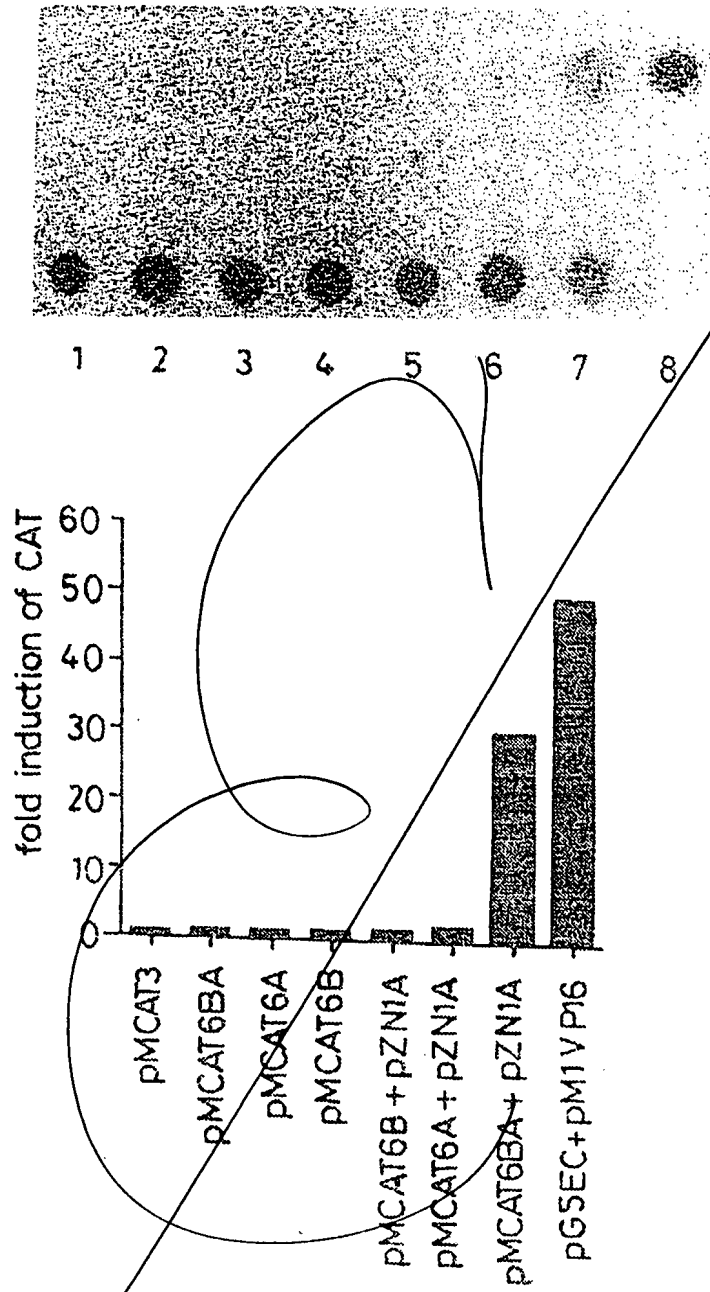 1 2 3 4 5 6 7 8
fold induction of CAT
60
50
40
30
20
10
0
pMCAT3
pMCAT6BA
pMCAT6A
pMCAT6B
pMCAT6B + pZN1A
pMCAT6A + pZN1A
pMCAT6BA + pZN1A
pG5EC + pM1VP16